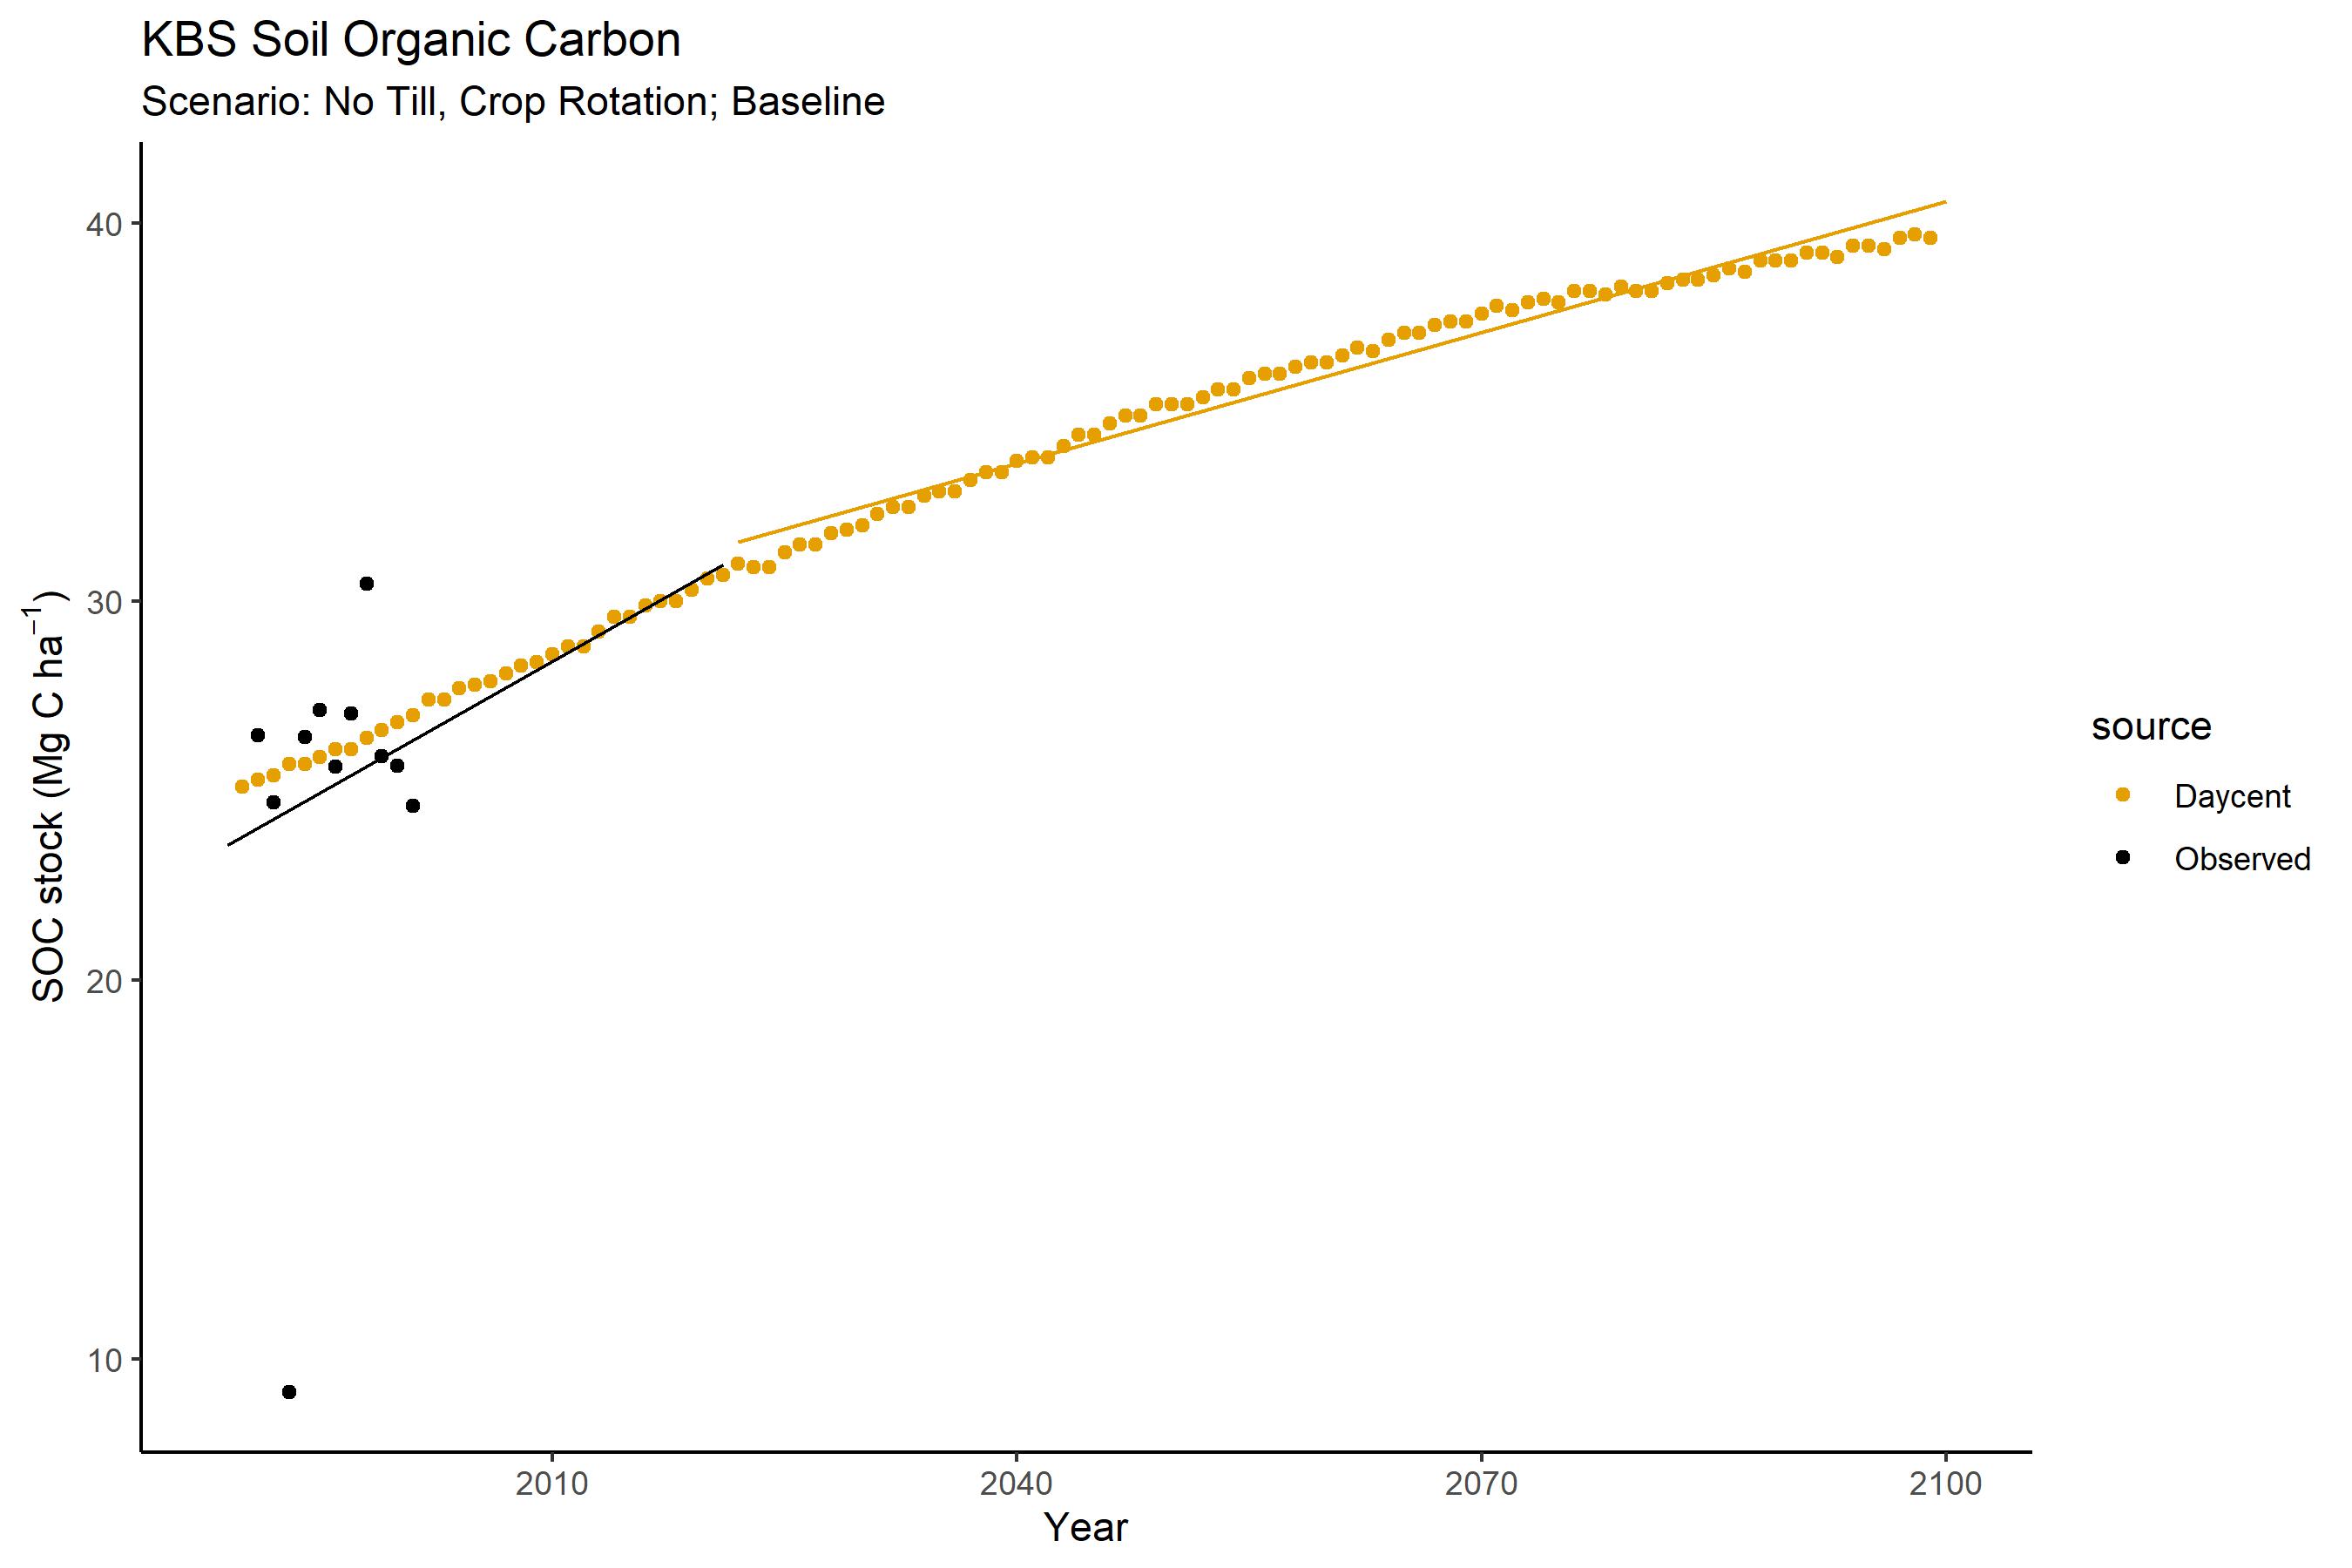 KBS Soil Organic Carbon
Scenario: No Till, Crop Rotation; Baseline
SOC stock (Mg C ha⁻¹)
40
30
20
10
2010
2040
2070
2100
Year
source
Daycent
Observed